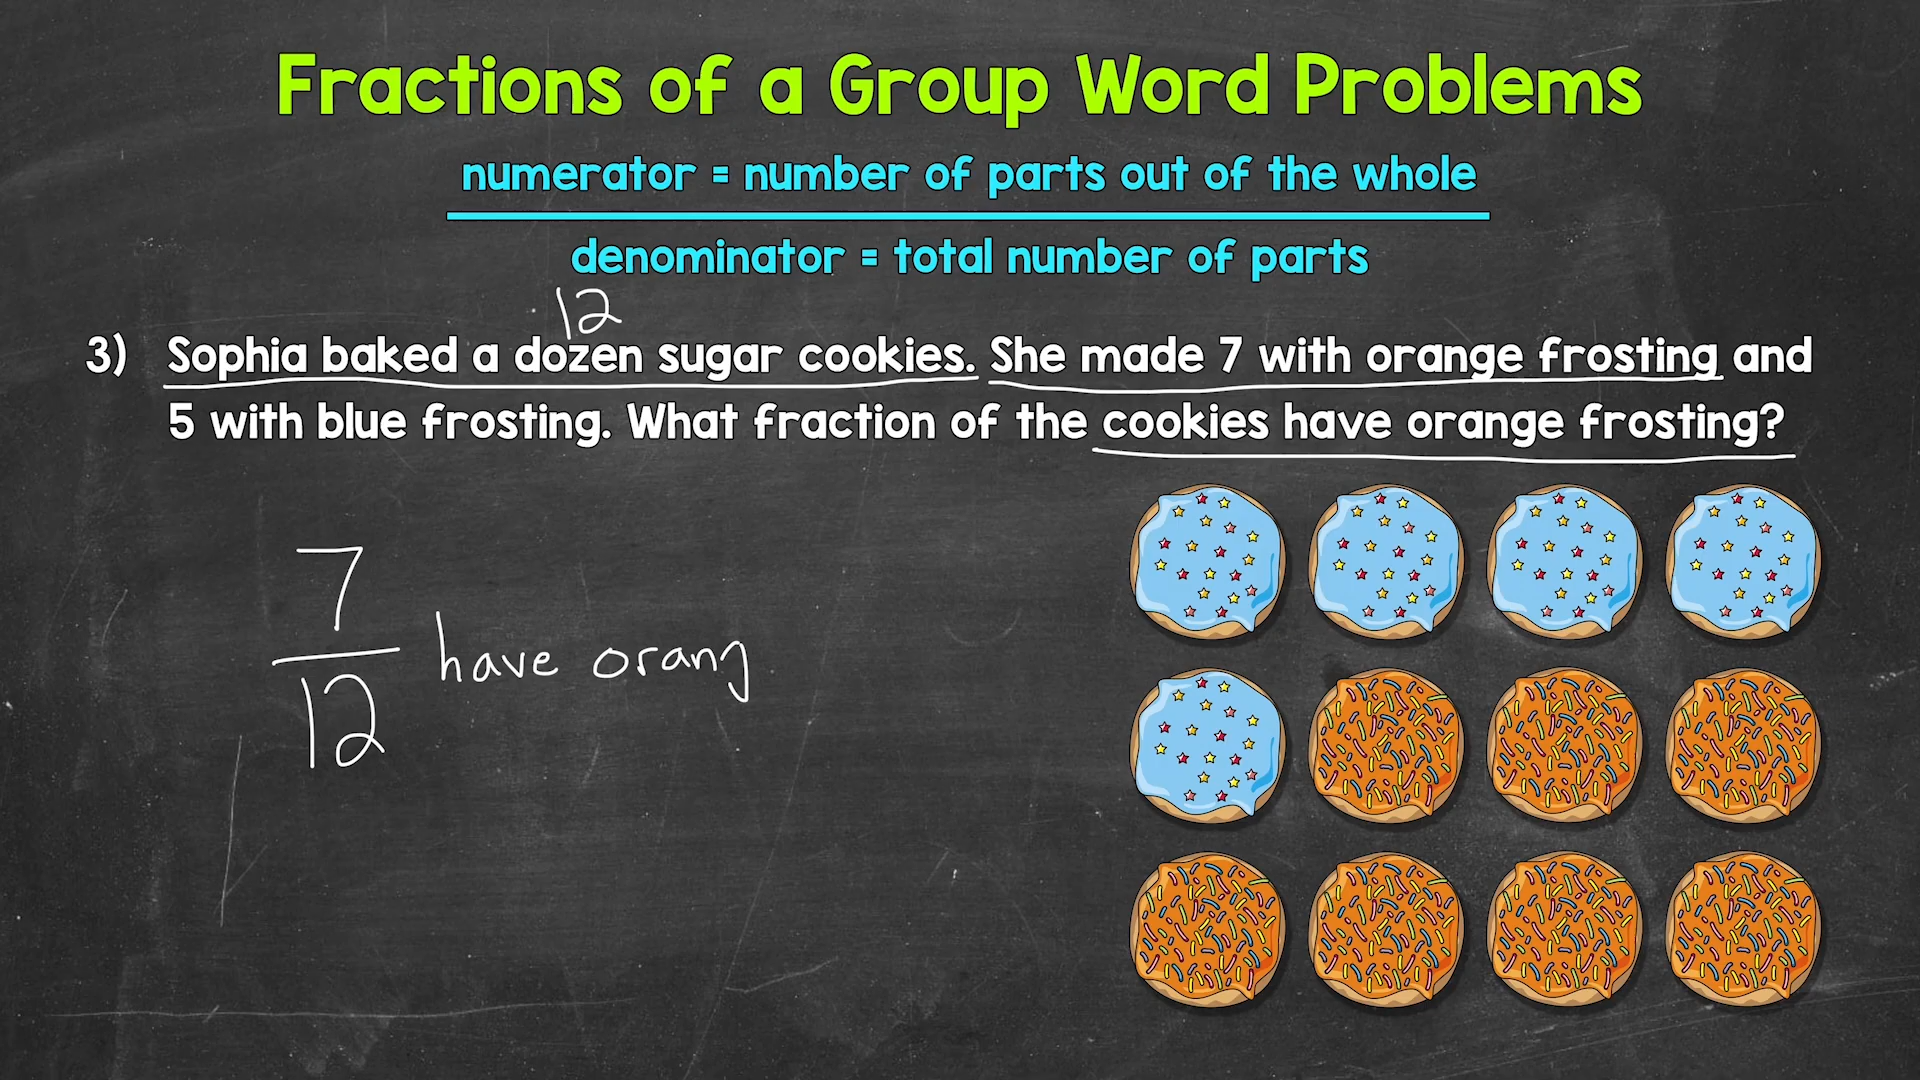 Fractions of a Group Word Problems
numerator = number of parts out of the whole
denominator = total number of parts
12
3) Sophia baked a dozen sugar cookies. She made 7 with orange frosting and
5 with blue frosting. What fraction of the cookies have orange frosting?
7
12
have orang